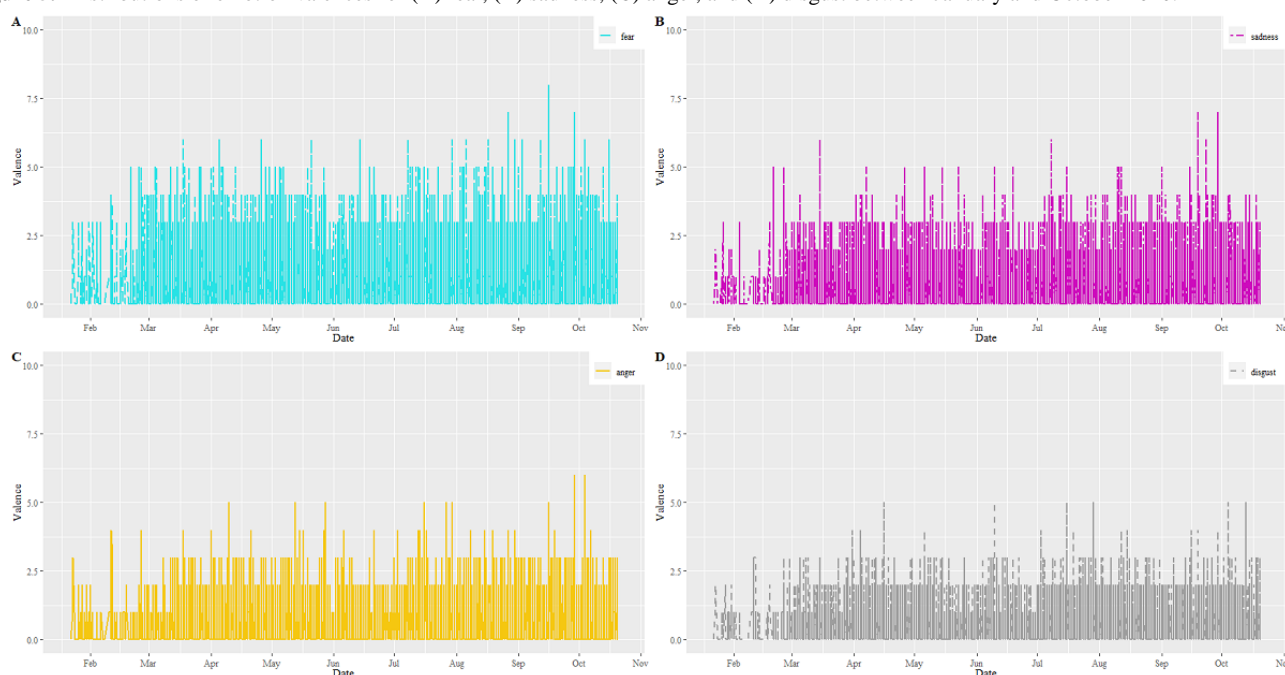 A
fear
10.0
7.5
5.0
2.5
0.0
Valence
Feb Mar Apr May Jun Jul Aug Sep Oct Nov
Date
B
sadness
10.0
7.5
5.0
2.5
0.0
Valence
Feb Mar Apr May Jun Jul Aug Sep Oct
Date
C
anger
10.0
7.5
5.0
2.5
0.0
Valence
Feb Mar Apr May Jun Jul Aug Sep Oct Nov
Date
D
disgust
10.0
7.5
5.0
2.5
0.0
Valence
Feb Mar Apr May Jun Jul Aug Sep Oct
Date